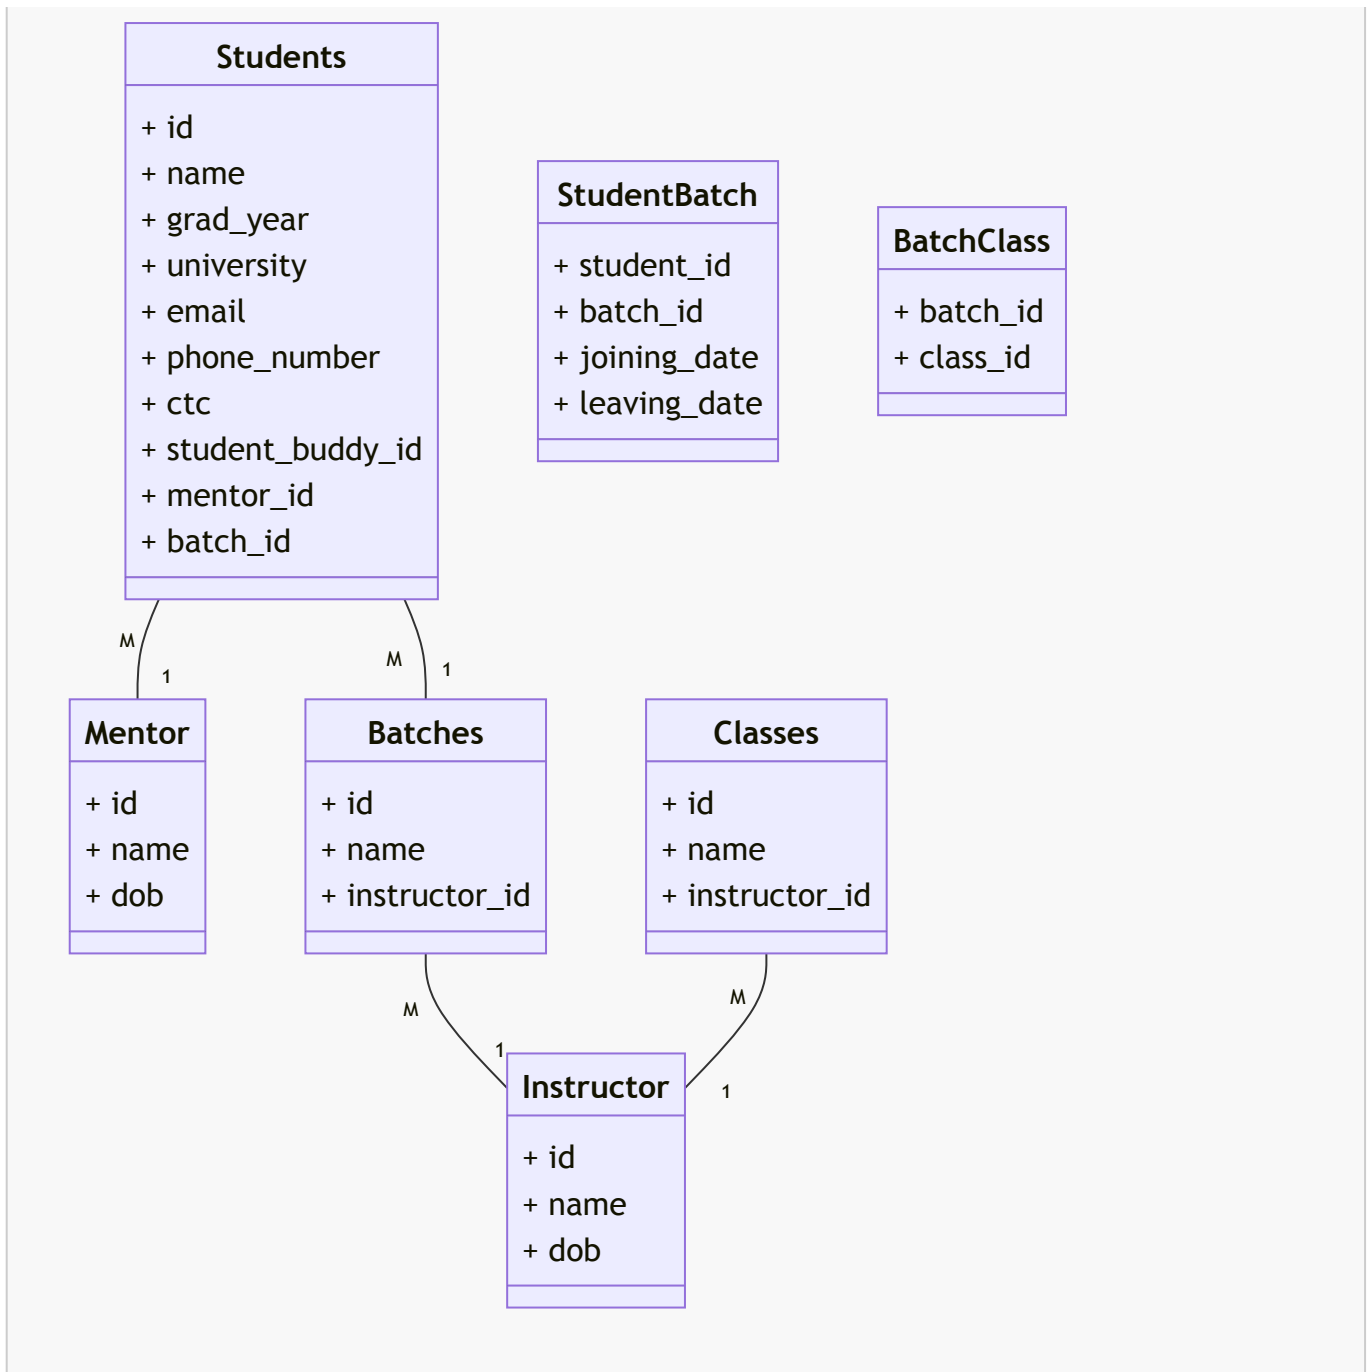 Students
+ id
+ name
+ grad_year
+ university
+ email
+ phone_number
+ ctc
+ student_buddy_id
+ mentor_id
+ batch_id
StudentBatch
+ student_id
+ batch_id
+ joining_date
+ leaving_date
BatchClass
+ batch_id
+ class_id
M
1
M
1
Mentor
+ id
+ name
+ dob
Batches
+ id
+ name
+ instructor_id
Classes
+ id
+ name
+ instructor_id
M
1
M
1
Instructor
+ id
+ name
+ dob